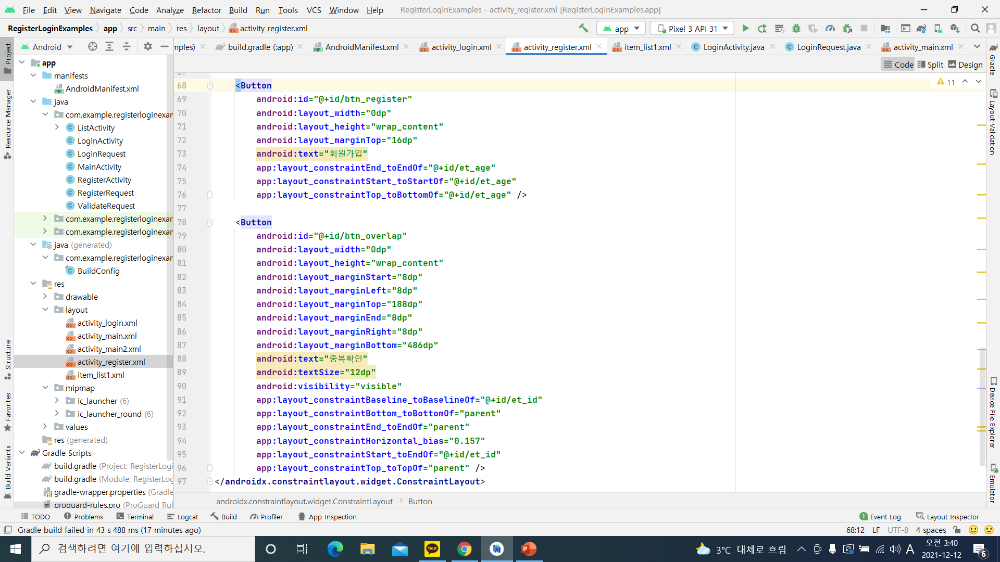 File Edit View Navigate Code Analyze Refactor Build Run Tools VCS Window Help RegisterLoginExamples - activity_register.xml [RegisterLoginExamples.app]
RegisterLoginExamples app src main res layout activity_register.xml app Pixel 3 API 31
Android mples) build.gradle (:app) AndroidManifest.xml activity_login.xml activity_register.xml item_list1.xml LoginActivity.java LoginRequest.java activity_main.xml
Code Split Design
Project
Resource Manager
Structure
Favorites
Build Variants
app
manifests
AndroidManifest.xml
java
com.example.registerloginexar
ListActivity
LoginActivity
LoginRequest
MainActivity
RegisterActivity
RegisterRequest
ValidateRequest
com.example.registerloginexar
com.example.registerloginexar
java (generated)
com.example.registerloginexar
BuildConfig
res
drawable
layout
activity_login.xml
activity_main.xml
activity_main2.xml
activity_register.xml
item_list1.xml
mipmap
ic_launcher (6)
ic_launcher_round (6)
values
res (generated)
Gradle Scripts
build.gradle (Project: RegisterLogi
build.gradle (Module: RegisterLog
gradle-wrapper.properties (Gradle
proguard-rules.pro (ProGuard Rul
67
68 <Button
69 android:id="@+id/btn_register"
70 android:layout_width="0dp"
71 android:layout_height="wrap_content"
72 android:layout_marginTop="16dp"
73 android:text="회원가입"
74 app:layout_constraintEnd_toEndOf="@+id/et_age"
75 app:layout_constraintStart_toStartOf="@+id/et_age"
76 app:layout_constraintTop_toBottomOf="@+id/et_age" />
77
78 <Button
79 android:id="@+id/btn_overlap"
80 android:layout_width="0dp"
81 android:layout_height="wrap_content"
82 android:layout_marginStart="8dp"
83 android:layout_marginLeft="8dp"
84 android:layout_marginTop="188dp"
85 android:layout_marginEnd="8dp"
86 android:layout_marginRight="8dp"
87 android:layout_marginBottom="486dp"
88 android:text="중복확인"
89 android:textSize="12dp"
90 android:visibility="visible"
91 app:layout_constraintBaseline_toBaselineOf="@+id/et_id"
92 app:layout_constraintBottom_toBottomOf="parent"
93 app:layout_constraintEnd_toEndOf="parent"
94 app:layout_constraintHorizontal_bias="0.157"
95 app:layout_constraintStart_toEndOf="@+id/et_id"
96 app:layout_constraintTop_toTopOf="parent" />
97 </androidx.constraintlayout.widget.ConstraintLayout>
11
androidx.constraintlayout.widget.ConstraintLayout Button
Gradle
Layout Validation
Device File Explorer
Emulator
TODO Problems Terminal Logcat Build Profiler App Inspection 1 Event Log Layout Inspector
Gradle build failed in 43 s 488 ms (17 minutes ago) 68:12 LF UTF-8 4 spaces
검색하려면 여기에 입력하십시오. TALK 3°C 대체로 흐림 A 오전 3:40
2021-12-12 6